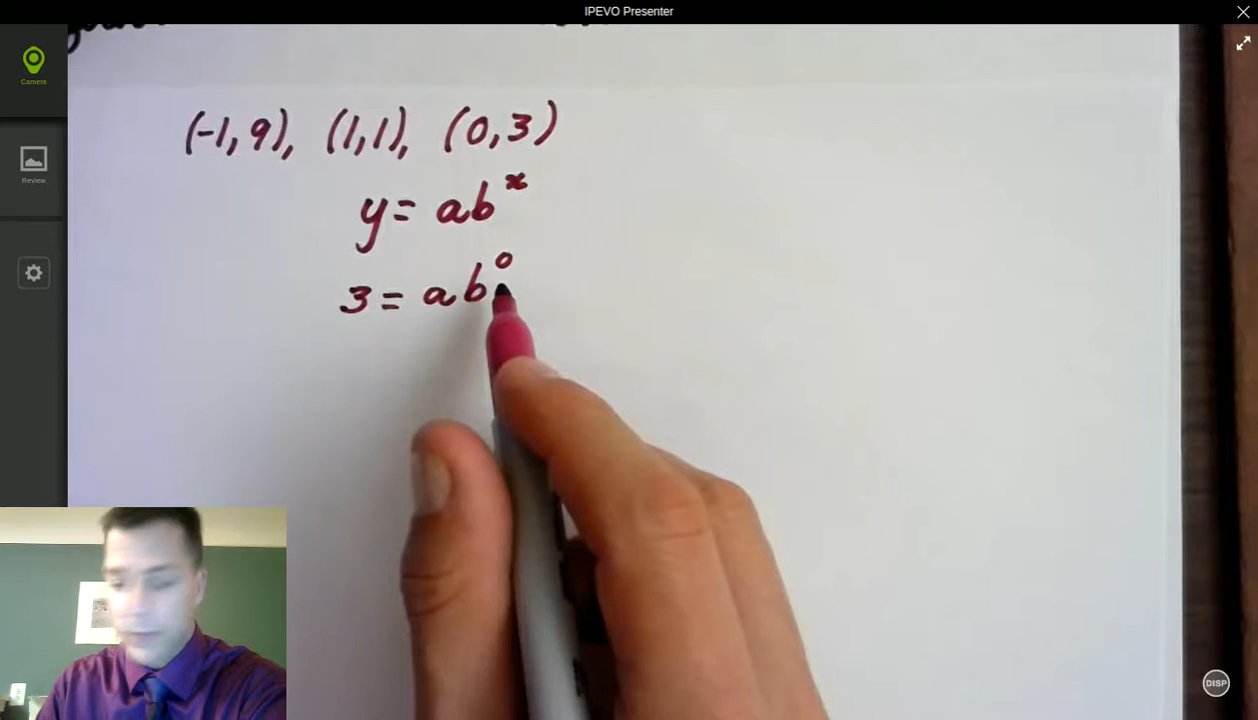 IPEVO Presenter
Camera
Review
(-1,9), (1,1), (0,3)
y = ab^x
3 = ab^0
DISP